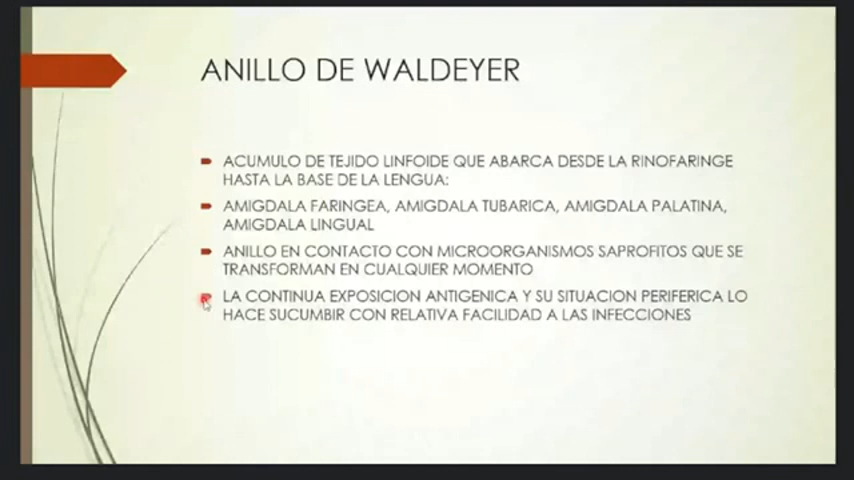 ANILLO DE WALDEYER
ACUMULO DE TEJIDO LINFOIDE QUE ABARCA DESDE LA RINOFARINGE
HASTA LA BASE DE LA LENGUA:
AMIGDALA FARINGEA, AMIGDALA TUBARICA, AMIGDALA PALATINA,
AMIGDALA LINGUAL
ANILLO EN CONTACTO CON MICROORGANISMOS SAPROFITOS QUE SE
TRANSFORMAN EN CUALQUIER MOMENTO
LA CONTINUA EXPOSICION ANTIGENICA Y SU SITUACION PERIFERICA LO
HACE SUCUMBIR CON RELATIVA FACILIDAD A LAS INFECCIONES